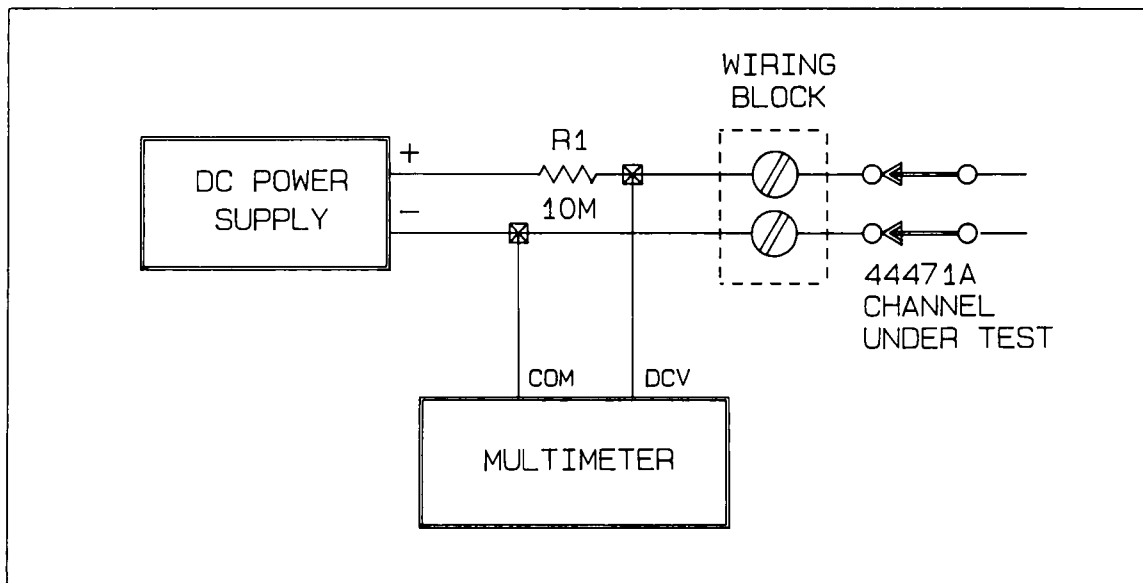 WIRING
BLOCK
DC POWER
SUPPLY
+
−
R1
10M
44471A
CHANNEL
UNDER TEST
COM
DCV
MULTIMETER